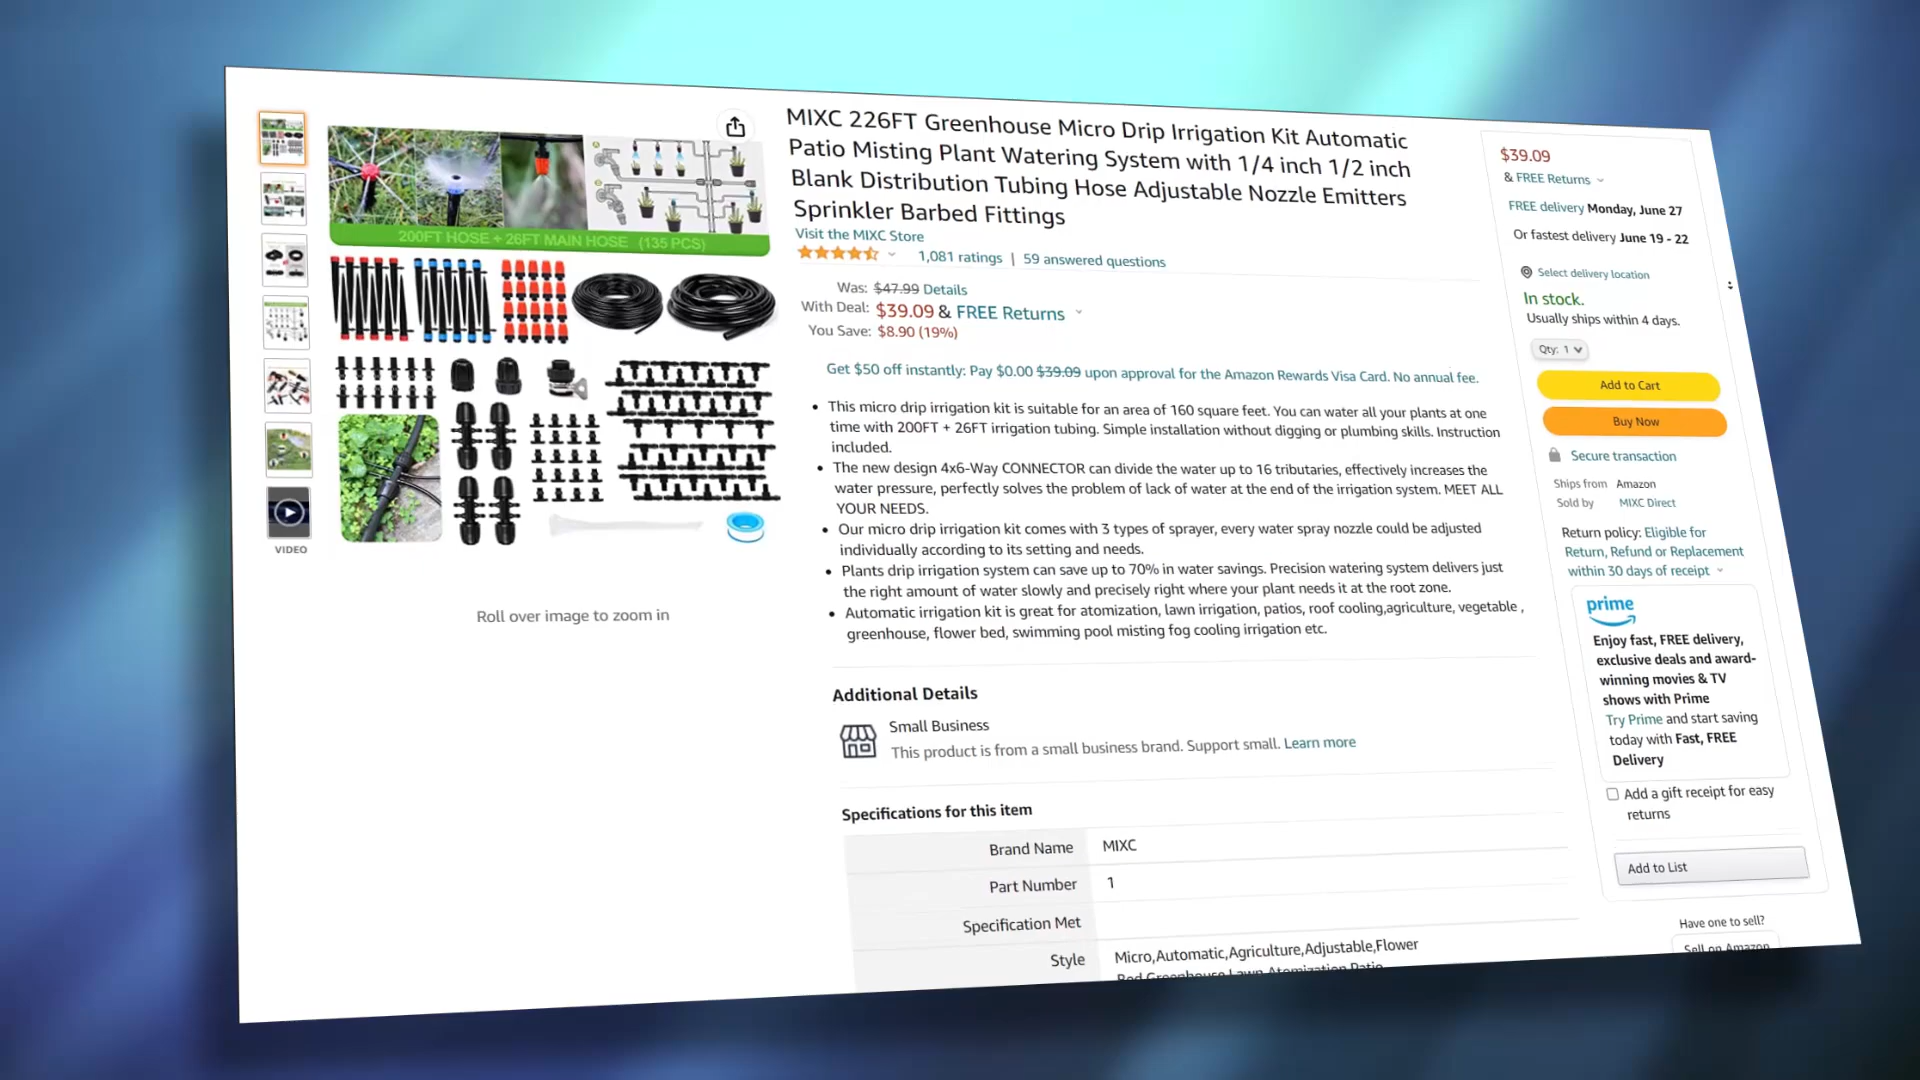 MIXC 226FT Greenhouse Micro Drip Irrigation Kit Automatic
Patio Misting Plant Watering System with 1/4 inch 1/2 inch
Blank Distribution Tubing Hose Adjustable Nozzle Emitters
Sprinkler Barbed Fittings
Visit the MIXC Store
1,081 ratings | 59 answered questions
Was: $47.99 Details
With Deal: $39.09 & FREE Returns
You Save: $8.90 (19%)
Get $50 off instantly: Pay $0.00 $39.09 upon approval for the Amazon Rewards Visa Card. No annual fee.
• This micro drip irrigation kit is suitable for an area of 160 square feet. You can water all your plants at one
time with 200FT + 26FT irrigation tubing. Simple installation without digging or plumbing skills. Instruction
included.
• The new design 4x6-Way CONNECTOR can divide the water up to 16 tributaries, effectively increases the
water pressure, perfectly solves the problem of lack of water at the end of the irrigation system. MEET ALL
YOUR NEEDS.
• Our micro drip irrigation kit comes with 3 types of sprayer, every water spray nozzle could be adjusted
individually according to its setting and needs.
• Plants drip irrigation system can save up to 70% in water savings. Precision watering system delivers just
the right amount of water slowly and precisely right where your plant needs it at the root zone.
• Automatic irrigation kit is great for atomization, lawn irrigation, patios, roof cooling,agriculture, vegetable ,
greenhouse, flower bed, swimming pool misting fog cooling irrigation etc.
Additional Details
Small Business
This product is from a small business brand. Support small. Learn more
Specifications for this item
Brand Name MIXC
Part Number 1
Specification Met
Style Micro,Automatic,Agriculture,Adjustable,Flower
Bed,Greenhouse,Lawn,Atomization,Patio
200FT HOSE + 26FT MAIN HOSE (135 PCS)
VIDEO
Roll over image to zoom in
$39.09
& FREE Returns
FREE delivery Monday, June 27
Or fastest delivery June 19 - 22
Select delivery location
In stock.
Usually ships within 4 days.
Qty: 1
Add to Cart
Buy Now
Secure transaction
Ships from Amazon
Sold by MIXC Direct
Return policy: Eligible for
Return, Refund or Replacement
within 30 days of receipt
prime
Enjoy fast, FREE delivery,
exclusive deals and award-
winning movies & TV
shows with Prime
Try Prime and start saving
today with Fast, FREE
Delivery
Add a gift receipt for easy
returns
Add to List
Have one to sell?
Sell on Amazon